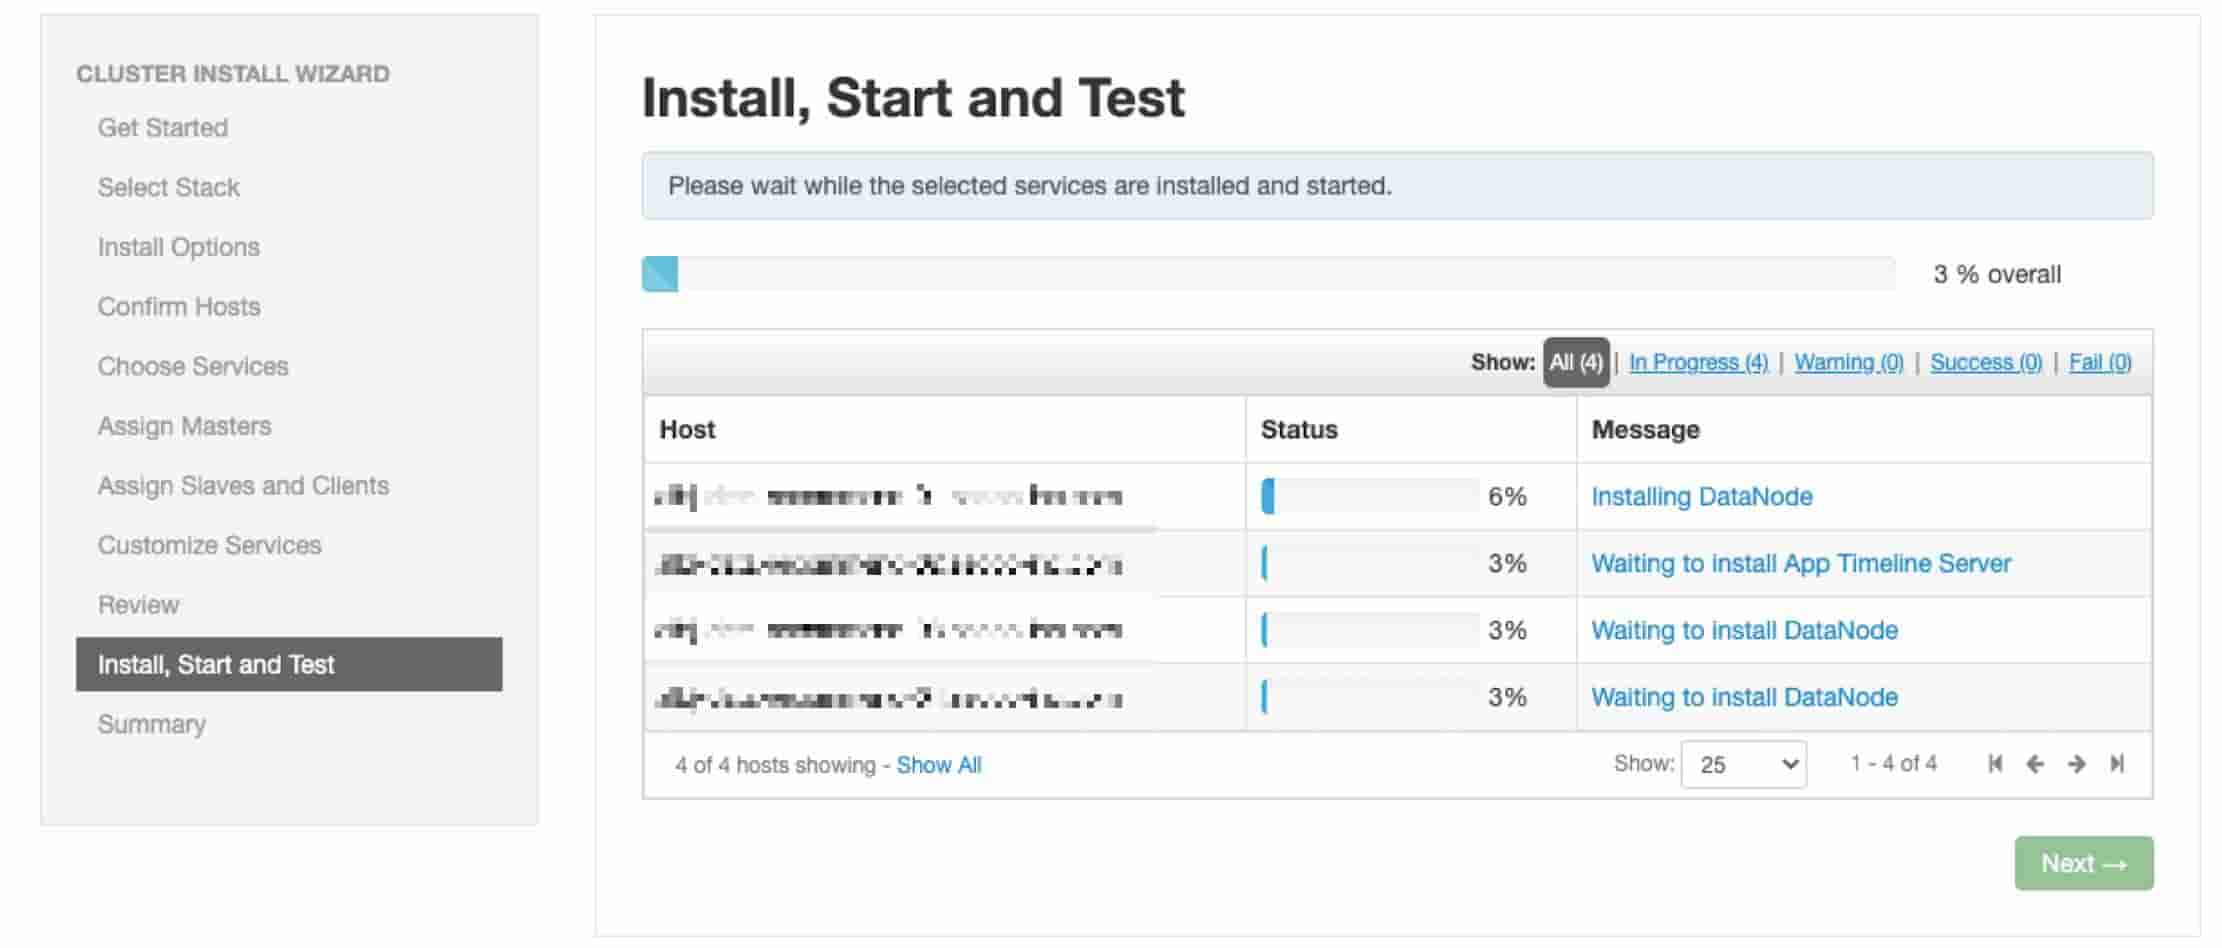 CLUSTER INSTALL WIZARD
Get Started
Select Stack
Install Options
Confirm Hosts
Choose Services
Assign Masters
Assign Slaves and Clients
Customize Services
Review
Install, Start and Test
Summary
Install, Start and Test
Please wait while the selected services are installed and started.
3 % overall
Show: All (4) | In Progress (4) | Warning (0) | Success (0) | Fail (0)
Host Status Message
6% Installing DataNode
3% Waiting to install App Timeline Server
3% Waiting to install DataNode
3% Waiting to install DataNode
4 of 4 hosts showing - Show All Show: 25 1 - 4 of 4
Next →